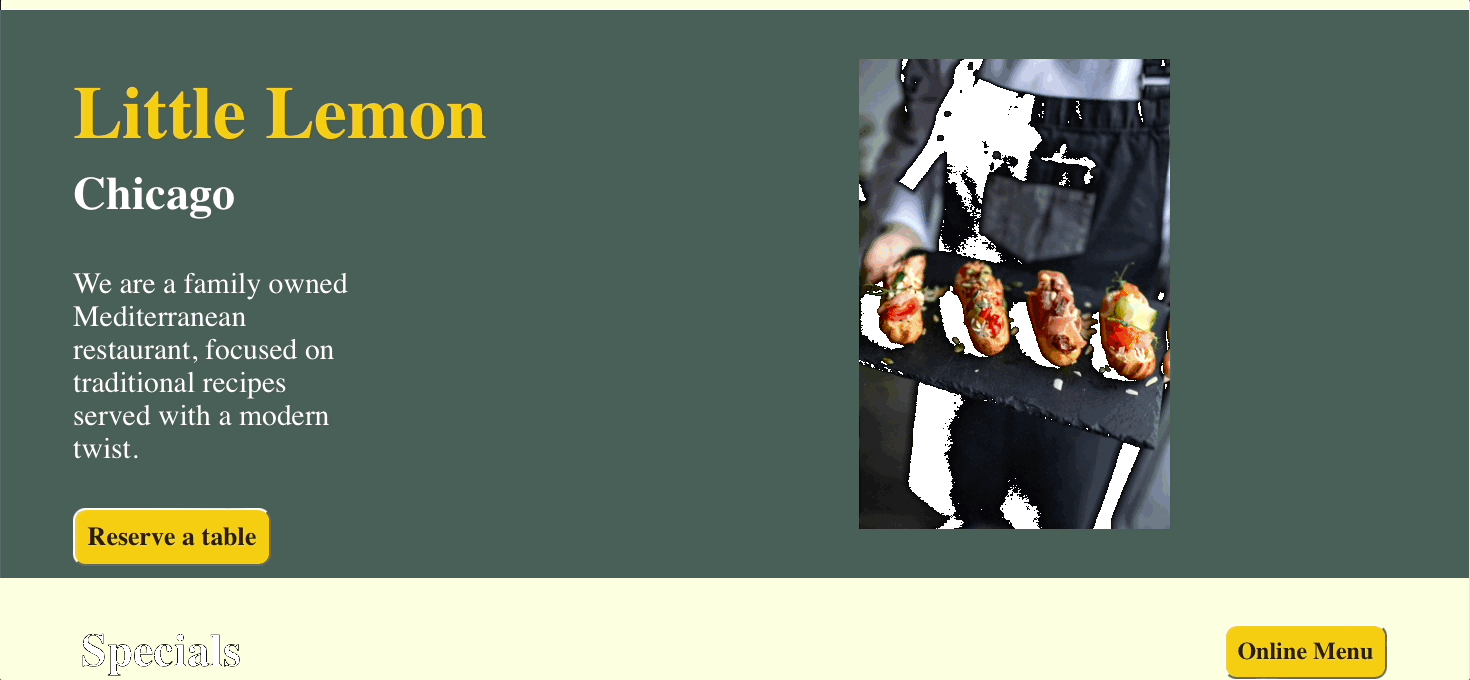 Little Lemon
Chicago
We are a family owned
Mediterranean
restaurant, focused on
traditional recipes
served with a modern
twist.
Reserve a table
Specials
Online Menu